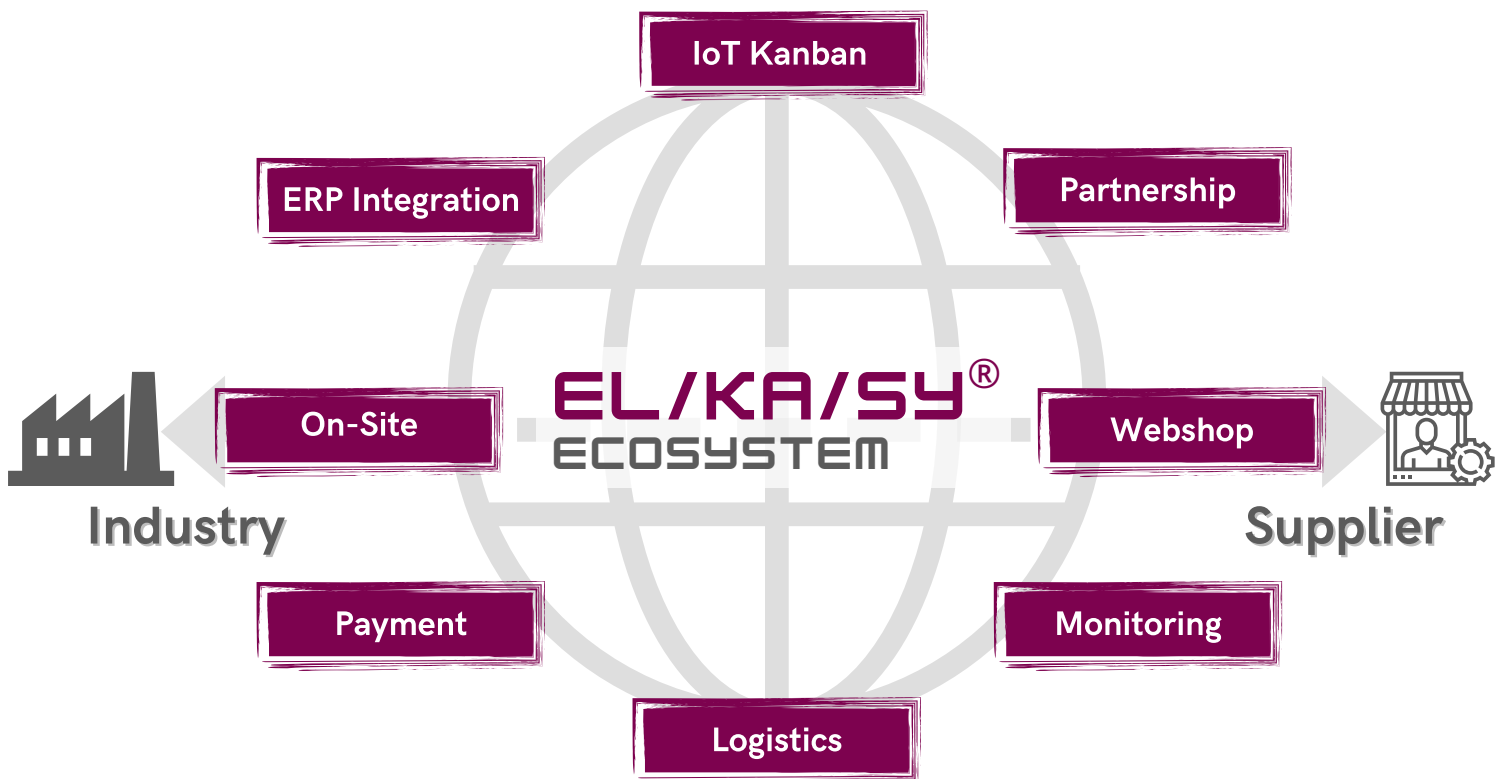 IoT Kanban
ERP Integration
Partnership
EL/KA/SY®
ECOSYSTEM
On-Site
Webshop
Industry
Supplier
Payment
Monitoring
Logistics